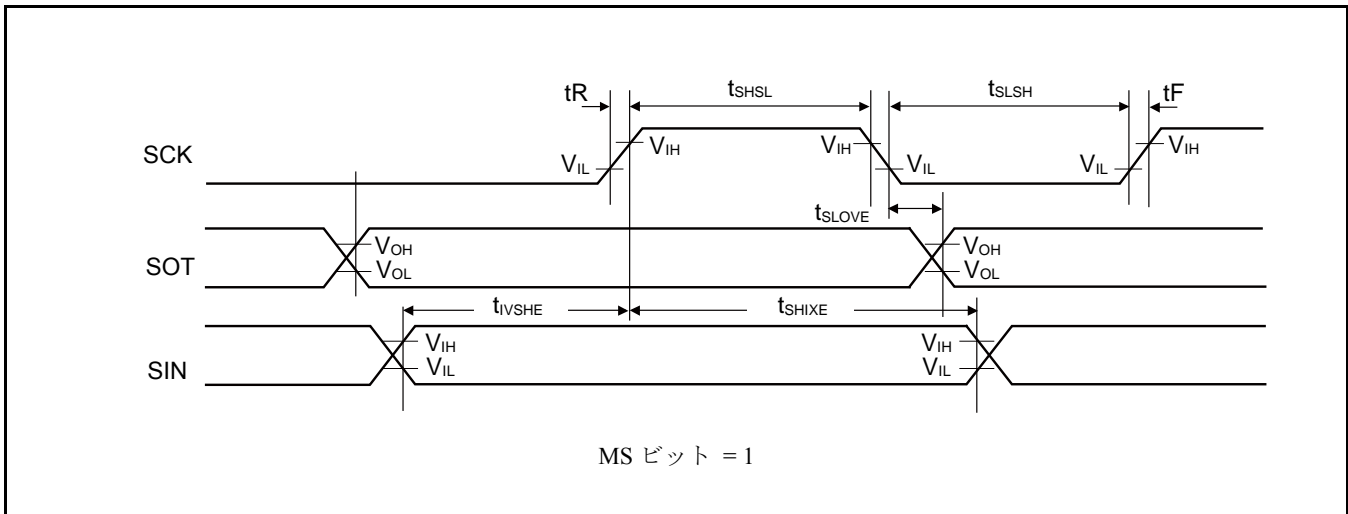 tR tSHSL tSLSH tF
SCK VIL VIH VIH VIL VIL VIH
tSLOVE
SOT VOH VOH
VOL VOL
tIVSHE tSHIXE
SIN VIH VIH
VIL VIL
MS ビット = 1